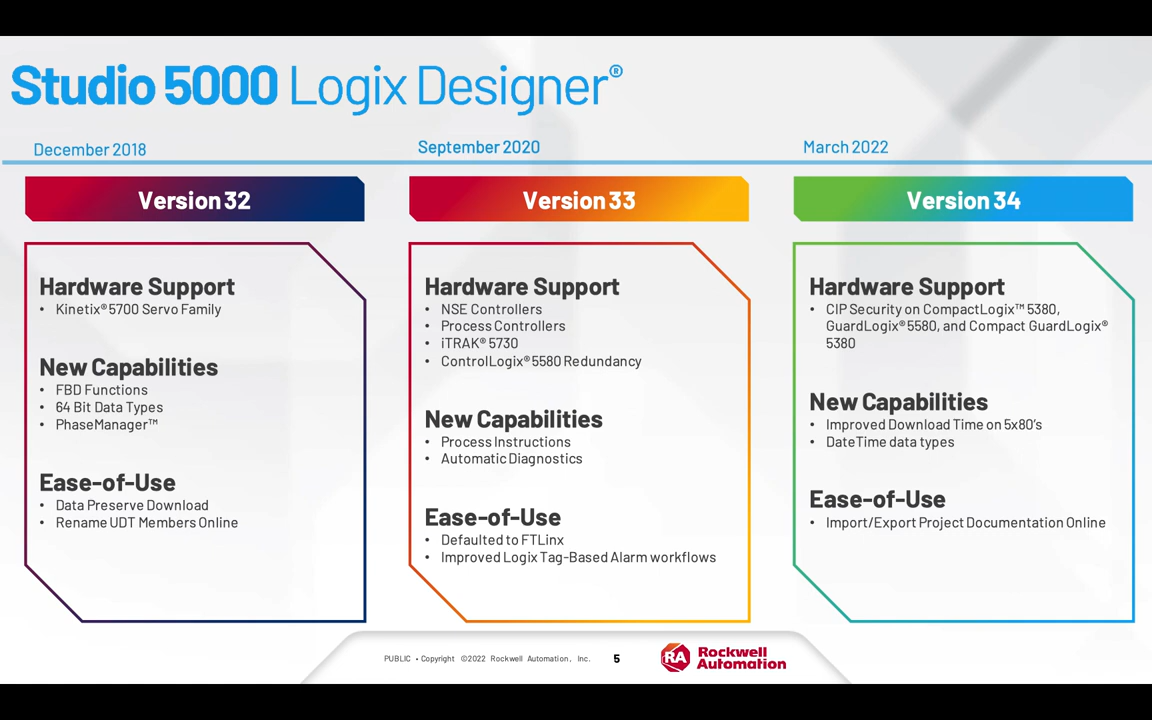 Studio 5000 Logix Designer®
December 2018
September 2020
March 2022
Version 32
Hardware Support
• Kinetix® 5700 Servo Family
New Capabilities
• FBD Functions
• 64 Bit Data Types
• PhaseManager™
Ease-of-Use
• Data Preserve Download
• Rename UDT Members Online
Version 33
Hardware Support
• NSE Controllers
• Process Controllers
• iTRAK® 5730
• ControlLogix® 5580 Redundancy
New Capabilities
• Process Instructions
• Automatic Diagnostics
Ease-of-Use
• Defaulted to FTLinx
• Improved Logix Tag-Based Alarm workflows
Version 34
Hardware Support
• CIP Security on CompactLogix™ 5380,
GuardLogix® 5580, and Compact GuardLogix®
5380
New Capabilities
• Improved Download Time on 5x80's
• DateTime data types
Ease-of-Use
• Import/Export Project Documentation Online
PUBLIC • Copyright ©2022 Rockwell Automation, Inc.
5
RA
Rockwell
Automation